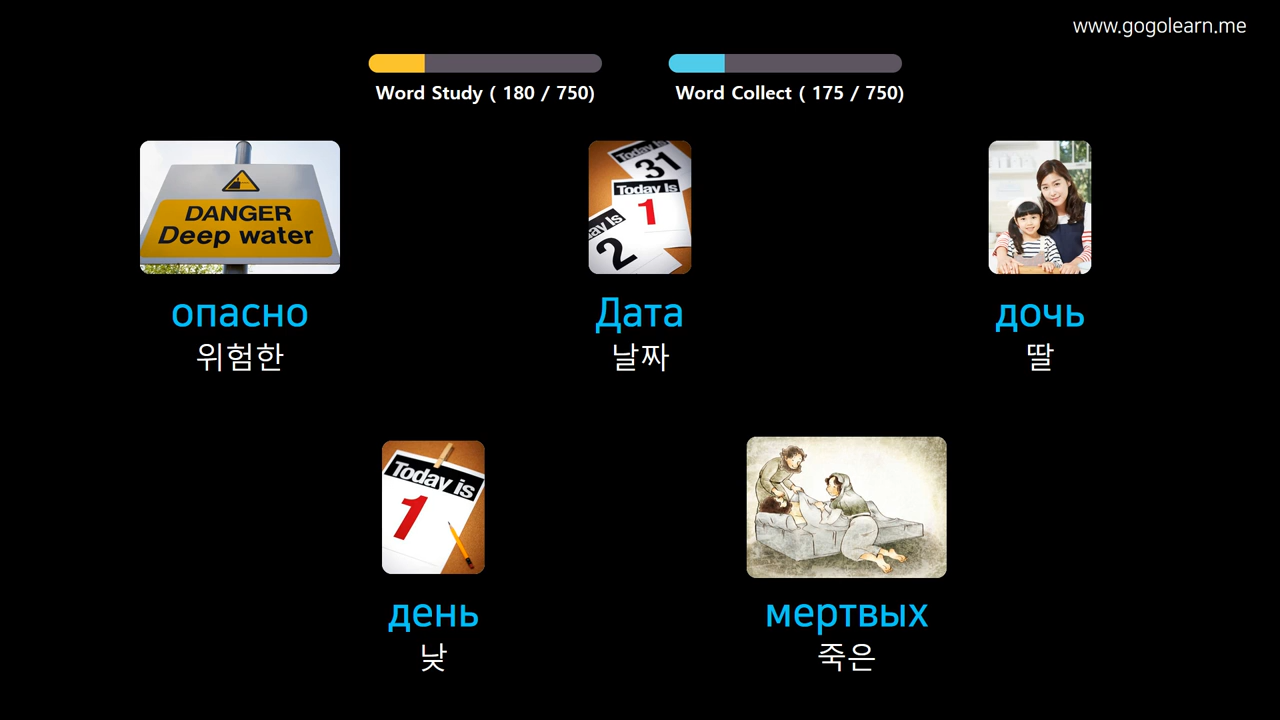 www.gogolearn.me
Word Study ( 180 / 750)
Word Collect ( 175 / 750)
DANGER
Deep water
Today Is
31
Today Is
1
ay Is
2
опасно
위험한
Дата
날짜
дочь
딸
Today is
1
день
낮
мертвых
죽은